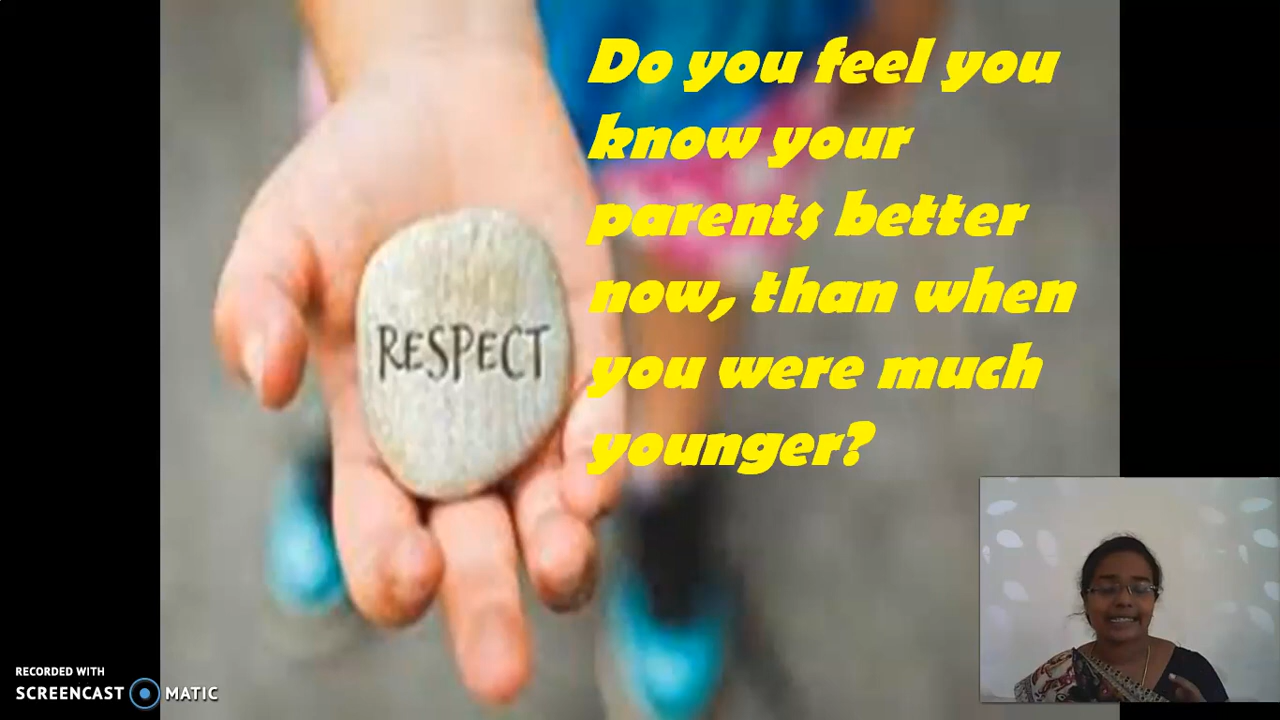 Do you feel you
know your
parents better
now, than when
you were much
younger?
RESPECT
RECORDED WITH
SCREENCAST MATIC